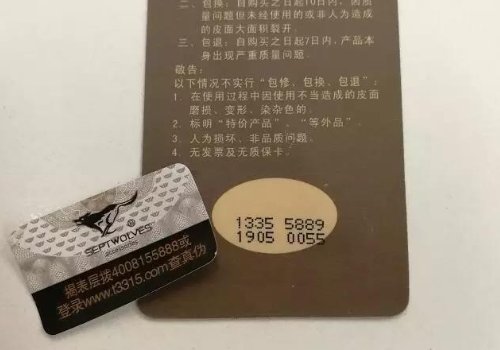 二、包换：自购买之日起10日内，因质
量问题但未经使用的或非人为造成
的皮面大面积裂开。
三、包退：自购买之日起7日内，产品本
身出现严重质量问题。
敬告：
以下情况不实行“包修、包换、包退”：
1．在使用过程中因使用不当造成的皮面
磨损、变形、染杂色的。
2．标明“特价产品”、“等外品”。
3．人为损坏、非品质问题。
4．无发票及无质保卡。
1335 5889
1905 0055
SEPTWOLVES
揭表层拨4008155888或
登录www.t3315.com查真伪